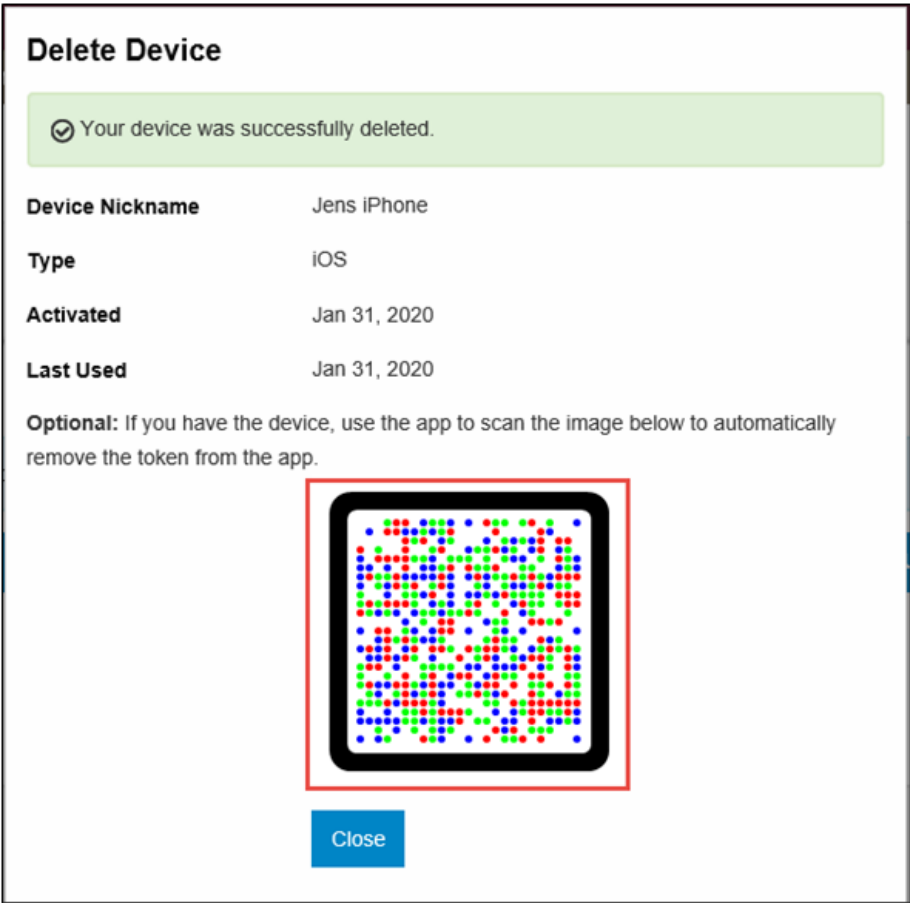 Delete Device
Your device was successfully deleted.
Device Nickname Jens iPhone
Type iOS
Activated Jan 31, 2020
Last Used Jan 31, 2020
Optional: If you have the device, use the app to scan the image below to automatically
remove the token from the app.
Close